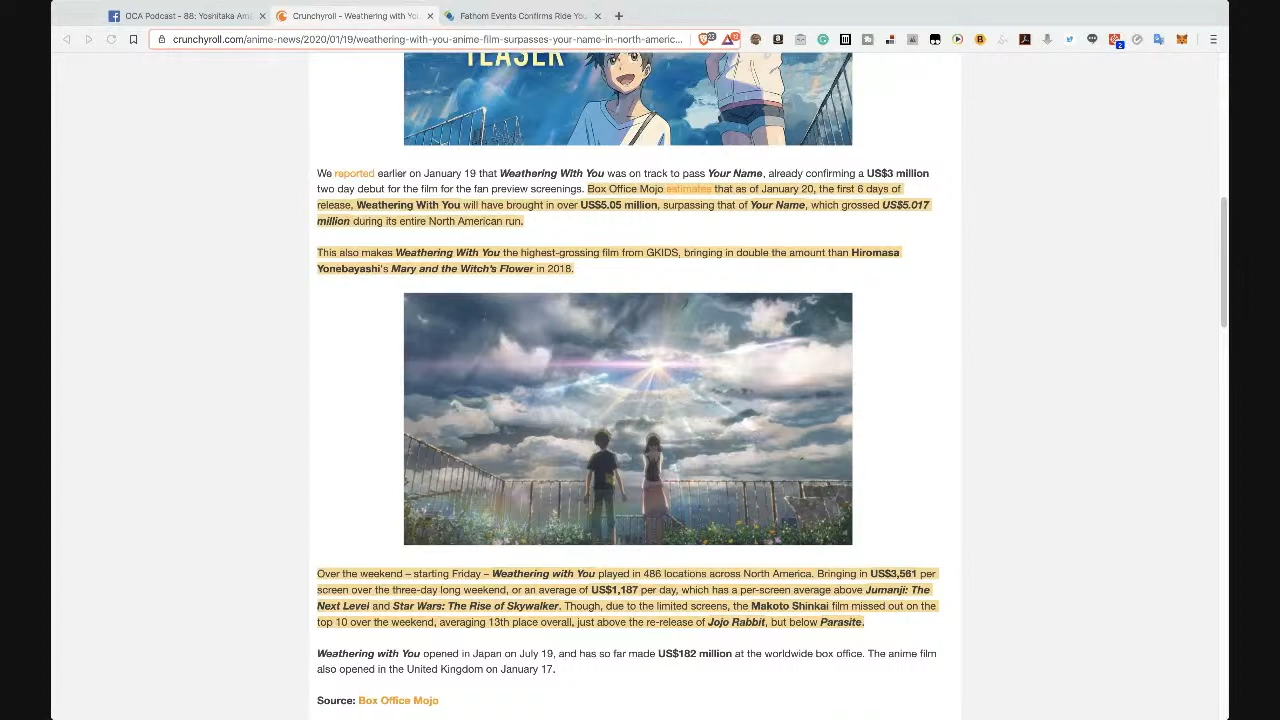 OCA Podcast - 88: Yoshitaka Am
Crunchyroll - Weathering with Yo
Fathom Events Confirms Ride You
crunchyroll.com/anime-news/2020/01/19/weathering-with-you-anime-film-surpasses-your-name-in-north-americ...
TEASER
We reported earlier on January 19 that Weathering With You was on track to pass Your Name, already confirming a US$3 million
two day debut for the film for the fan preview screenings. Box Office Mojo estimates that as of January 20, the first 6 days of
release, Weathering With You will have brought in over US$5.05 million, surpassing that of Your Name, which grossed US$5.017
million during its entire North American run.
This also makes Weathering With You the highest-grossing film from GKIDS, bringing in double the amount than Hiromasa
Yonebayashi's Mary and the Witch's Flower in 2018.
Over the weekend – starting Friday – Weathering with You played in 486 locations across North America. Bringing in US$3,561 per
screen over the three-day long weekend, or an average of US$1,187 per day, which has a per-screen average above Jumanji: The
Next Level and Star Wars: The Rise of Skywalker. Though, due to the limited screens, the Makoto Shinkai film missed out on the
top 10 over the weekend, averaging 13th place overall, just above the re-release of Jojo Rabbit, but below Parasite.
Weathering with You opened in Japan on July 19, and has so far made US$182 million at the worldwide box office. The anime film
also opened in the United Kingdom on January 17.
Source: Box Office Mojo